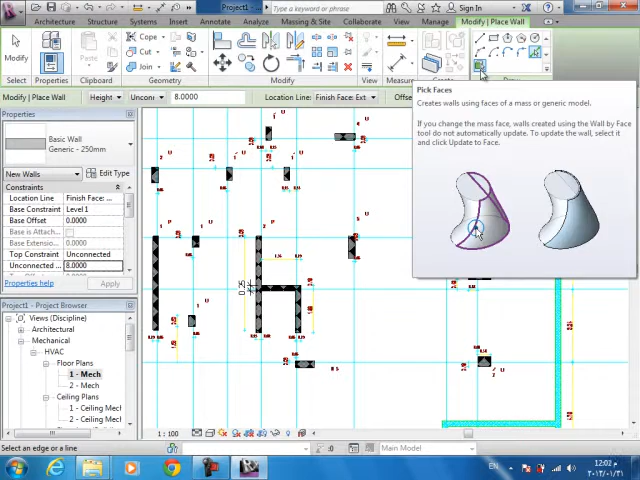 Project1 -
Sign In
Architecture Structure Systems Insert Annotate Analyze Massing & Site Collaborate View Manage Modify | Place Wall
Modify
Paste
Cope
Cut
Join
Select Properties Clipboard Geometry Modify View Measure Create Draw
Modify | Place Wall Height Uncon 8.0000 Location Line: Finish Face: Ext Offset
Pick Faces
Creates walls using faces of a mass or generic model.
If you change the mass face, walls created using the Wall by Face
tool do not automatically update. To update the wall, select it
and click Update to Face.
Properties
Basic Wall
Generic - 250mm
New Walls Edit Type
Constraints
Location Line Finish Face: ...
Base Constraint Level 1
Base Offset 0.0000
Base is Attach...
Base Extensio...
Top Constraint Unconnected
Unconnected ... 8.0000
Properties help Apply
Project1 - Project Browser
Views (Discipline)
Architectural
Mechanical
HVAC
Floor Plans
1 - Mech
2 - Mech
Ceiling Plans
1 - Ceiling Mech
2 - Ceiling Mech
0.25
1 : 100
Select an edge or a line
:0
Main Model
EN